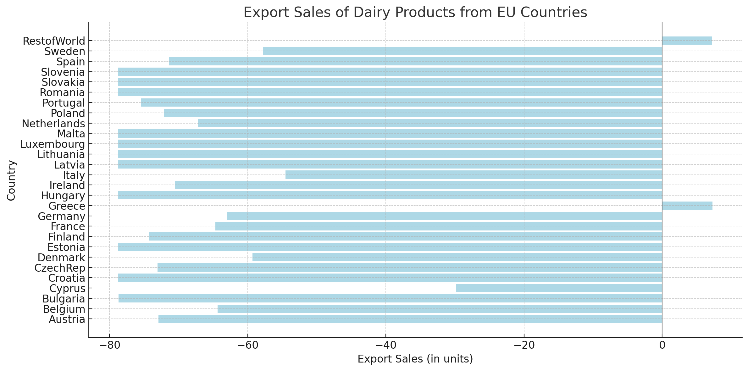 Export Sales of Dairy Products from EU Countries
RestofWorld
Sweden
Spain
Slovenia
Slovakia
Romania
Portugal
Poland
Netherlands
Malta
Luxembourg
Lithuania
Latvia
Italy
Ireland
Hungary
Greece
Germany
France
Finland
Estonia
Denmark
CzechRep
Croatia
Cyprus
Bulgaria
Belgium
Austria
Country
−80
−60
−40
−20
0
Export Sales (in units)